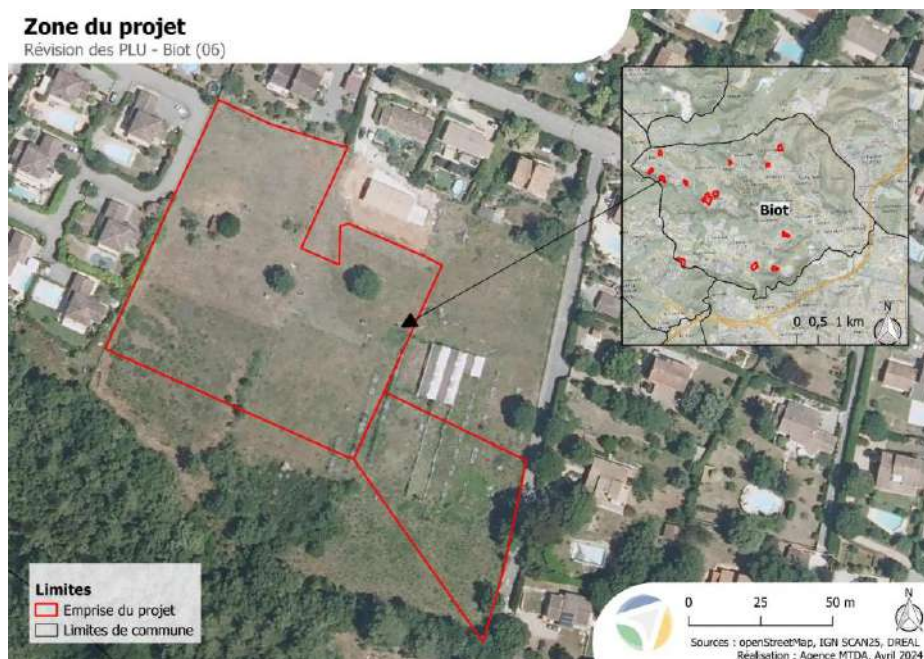 Zone du projet
Révision des PLU - Biot (06)
Biot
N
0 0,5 1 km
Limites
Emprise du projet
Limites de commune
N
0 25 50 m
Sources : openStreetMap, IGN SCAN25, DREAL
Réalisation : Agence MTDA, Avril 2024